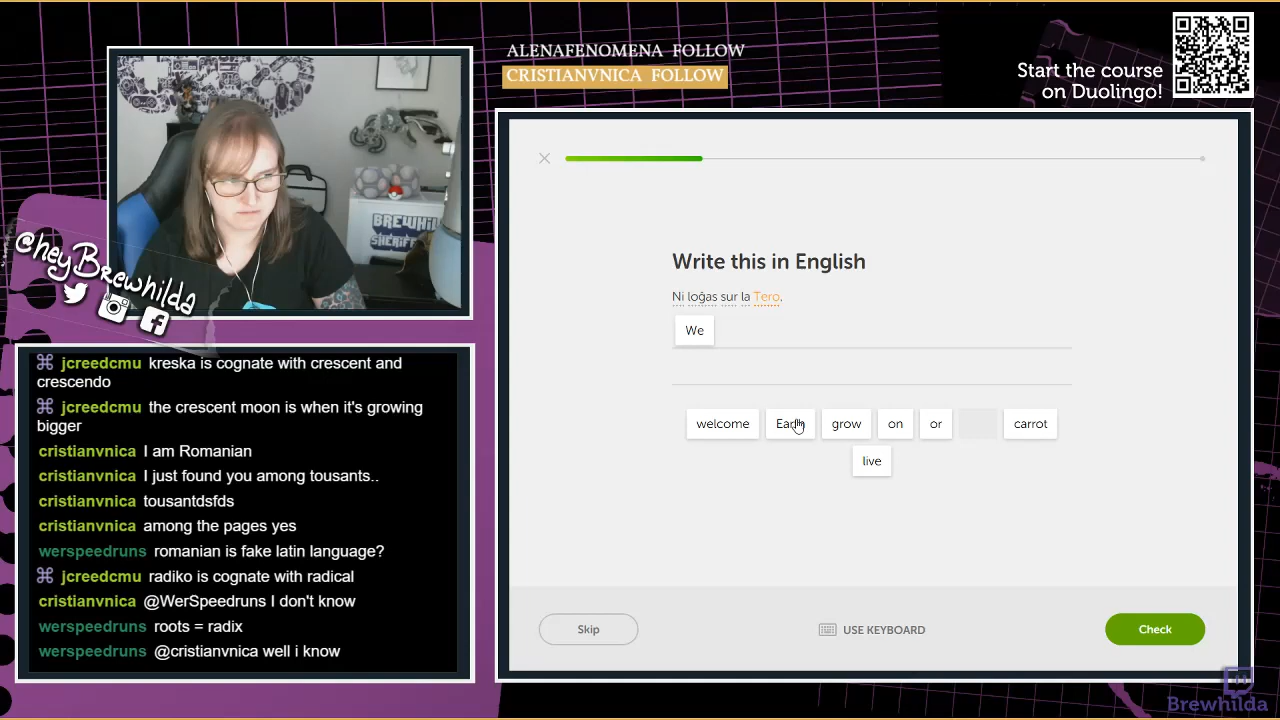 ALENAFENOMENA FOLLOW
CRISTIANVNICA FOLLOW
Start the course
on Duolingo!
BREWHIL
SHERIFF
@heyBrewhilda
jcreedcmu kreska is cognate with crescent and
crescendo
jcreedcmu the crescent moon is when it's growing
bigger
cristianvnica I am Romanian
cristianvnica I just found you among tousants..
cristianvnica tousantdsfds
cristianvnica among the pages yes
werspeedruns romanian is fake latin language?
jcreedcmu radiko is cognate with radical
cristianvnica @WerSpeedruns I don't know
werspeedruns roots = radix
werspeedruns @cristianvnica well i know
Write this in English
Ni loĝas sur la Tero.
We
welcome Earth grow on or carrot
live
Skip USE KEYBOARD Check
Brewhilda